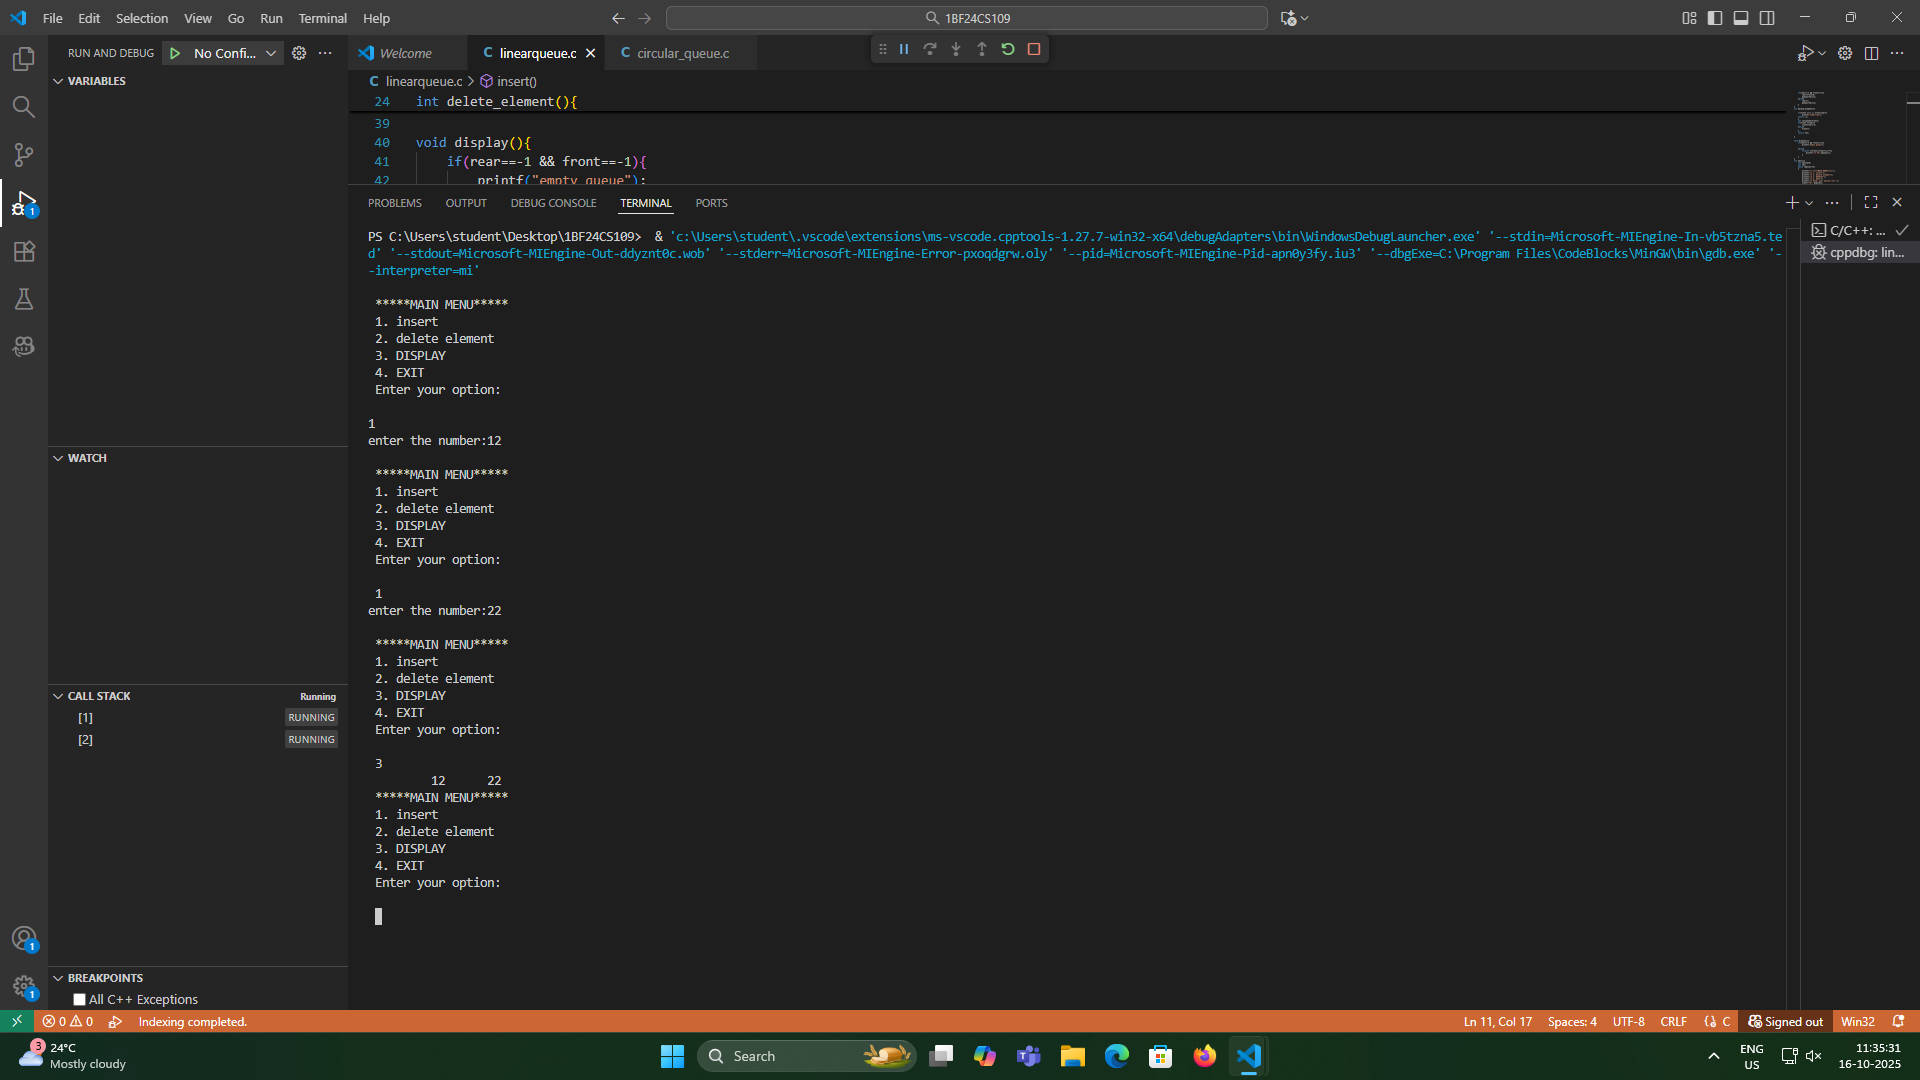 File Edit Selection View Go Run Terminal Help
1BF24CS109
RUN AND DEBUG No Confi...
Welcome linearqueue.c circular_queue.c
VARIABLES
linearqueue.c > insert()
24 int delete_element(){
39
40 void display(){
41 if(rear==-1 && front==-1){
42 printf("empty queue");
PROBLEMS OUTPUT DEBUG CONSOLE TERMINAL PORTS
PS C:\Users\student\Desktop\1BF24CS109> & 'c:\Users\student\.vscode\extensions\ms-vscode.cpptools-1.27.7-win32-x64\debugAdapters\bin\WindowsDebugLauncher.exe' '--stdin=Microsoft-MIEngine-In-vb5tzna5.te
d' '--stdout=Microsoft-MIEngine-Out-ddyznt0c.wob' '--stderr=Microsoft-MIEngine-Error-pxoqdgrw.oly' '--pid=Microsoft-MIEngine-Pid-apn0y3fy.iu3' '--dbgExe=C:\Program Files\CodeBlocks\MinGW\bin\gdb.exe' '-
-interpreter=mi'
C/C++: ...
cppdbg: lin...
*****MAIN MENU*****
1. insert
2. delete element
3. DISPLAY
4. EXIT
Enter your option:
1
enter the number:12
*****MAIN MENU*****
1. insert
2. delete element
3. DISPLAY
4. EXIT
Enter your option:
1
enter the number:22
*****MAIN MENU*****
1. insert
2. delete element
3. DISPLAY
4. EXIT
Enter your option:
3
12 22
*****MAIN MENU*****
1. insert
2. delete element
3. DISPLAY
4. EXIT
Enter your option:
WATCH
CALL STACK Running
[1] RUNNING
[2] RUNNING
BREAKPOINTS
All C++ Exceptions
1
1
1
0 0 Indexing completed.
Ln 11, Col 17 Spaces: 4 UTF-8 CRLF {} C Signed out Win32
3
24°C
Mostly cloudy
Search
ENG
US
11:35:31
16-10-2025